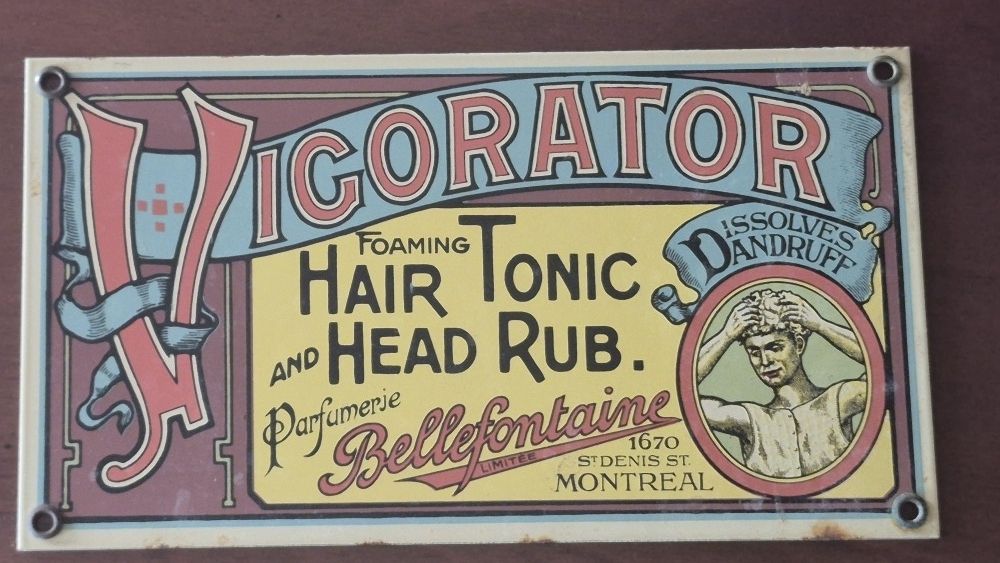 VIGORATOR
DISSOLVES
DANDRUFF
FOAMING
HAIR TONIC
AND HEAD RUB.
Parfumerie
Bellefontaine
LIMITÉE
1670
ST DENIS ST.
MONTREAL